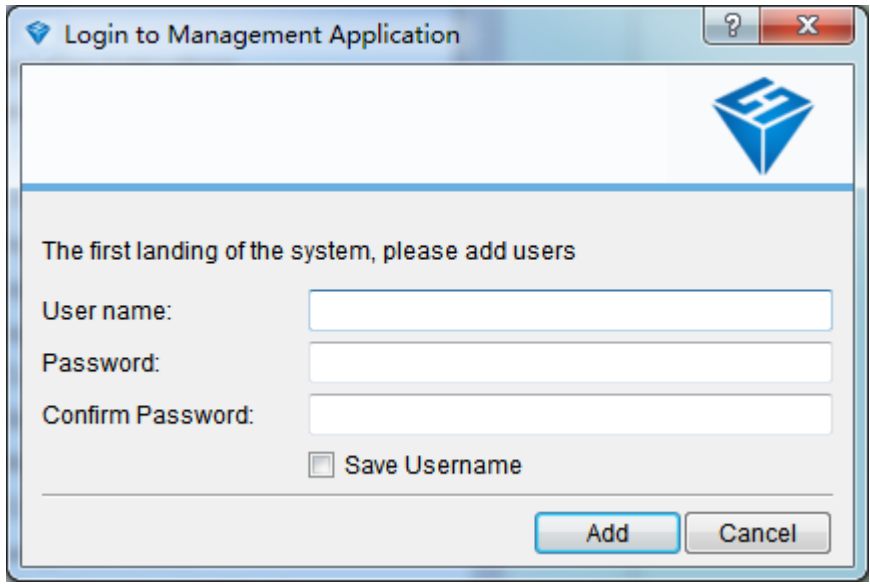 Login to Management Application
The first landing of the system, please add users
User name:
Password:
Confirm Password:
Save Username
Add Cancel